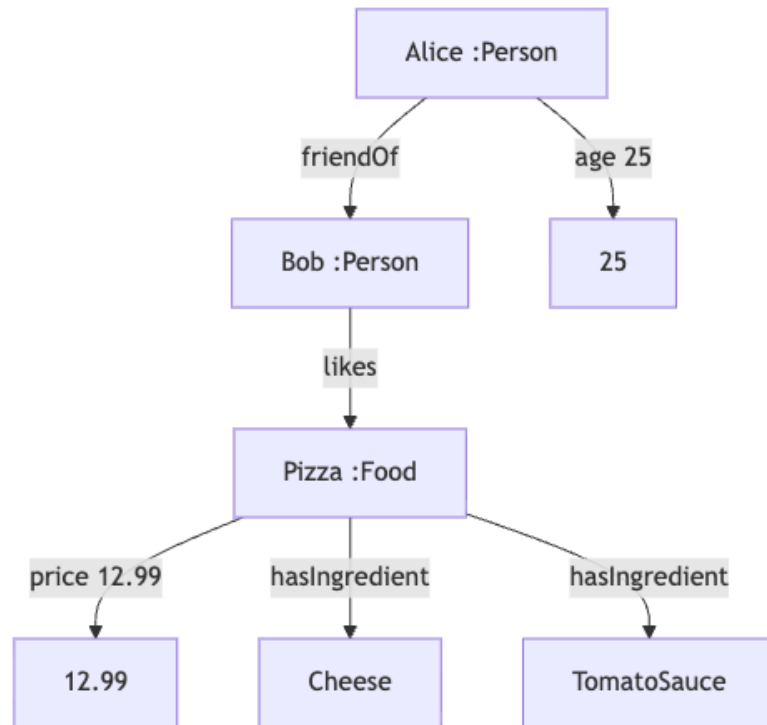 Alice :Person
friendOf
age 25
Bob :Person
25
likes
Pizza :Food
price 12.99
hasIngredient
hasIngredient
12.99
Cheese
TomatoSauce